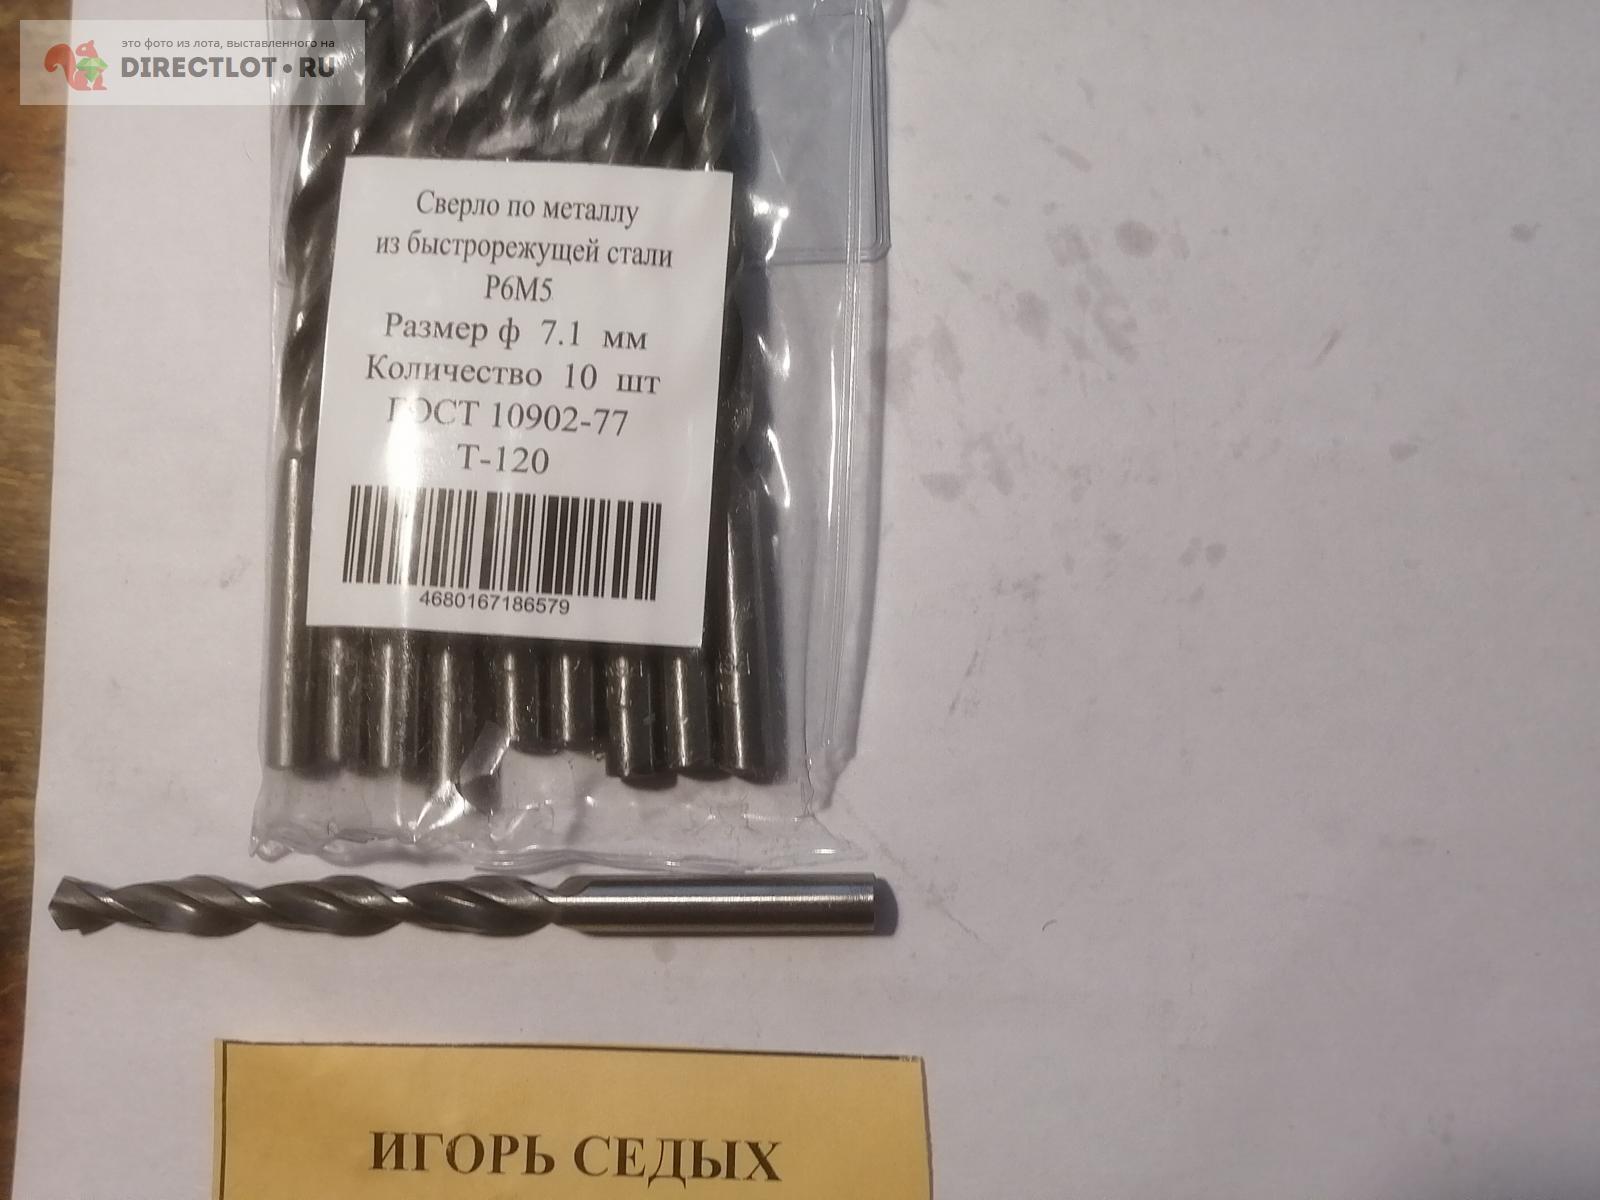 это фото из лота, выставленного на
DIRECTLOT•RU
Сверло по металлу
из быстрорежущей стали
Р6М5
Размер ф 7.1 мм
Количество 10 шт
ГОСТ 10902-77
Т-120
4680167186579
ИГОРЬ СЕДЫХ